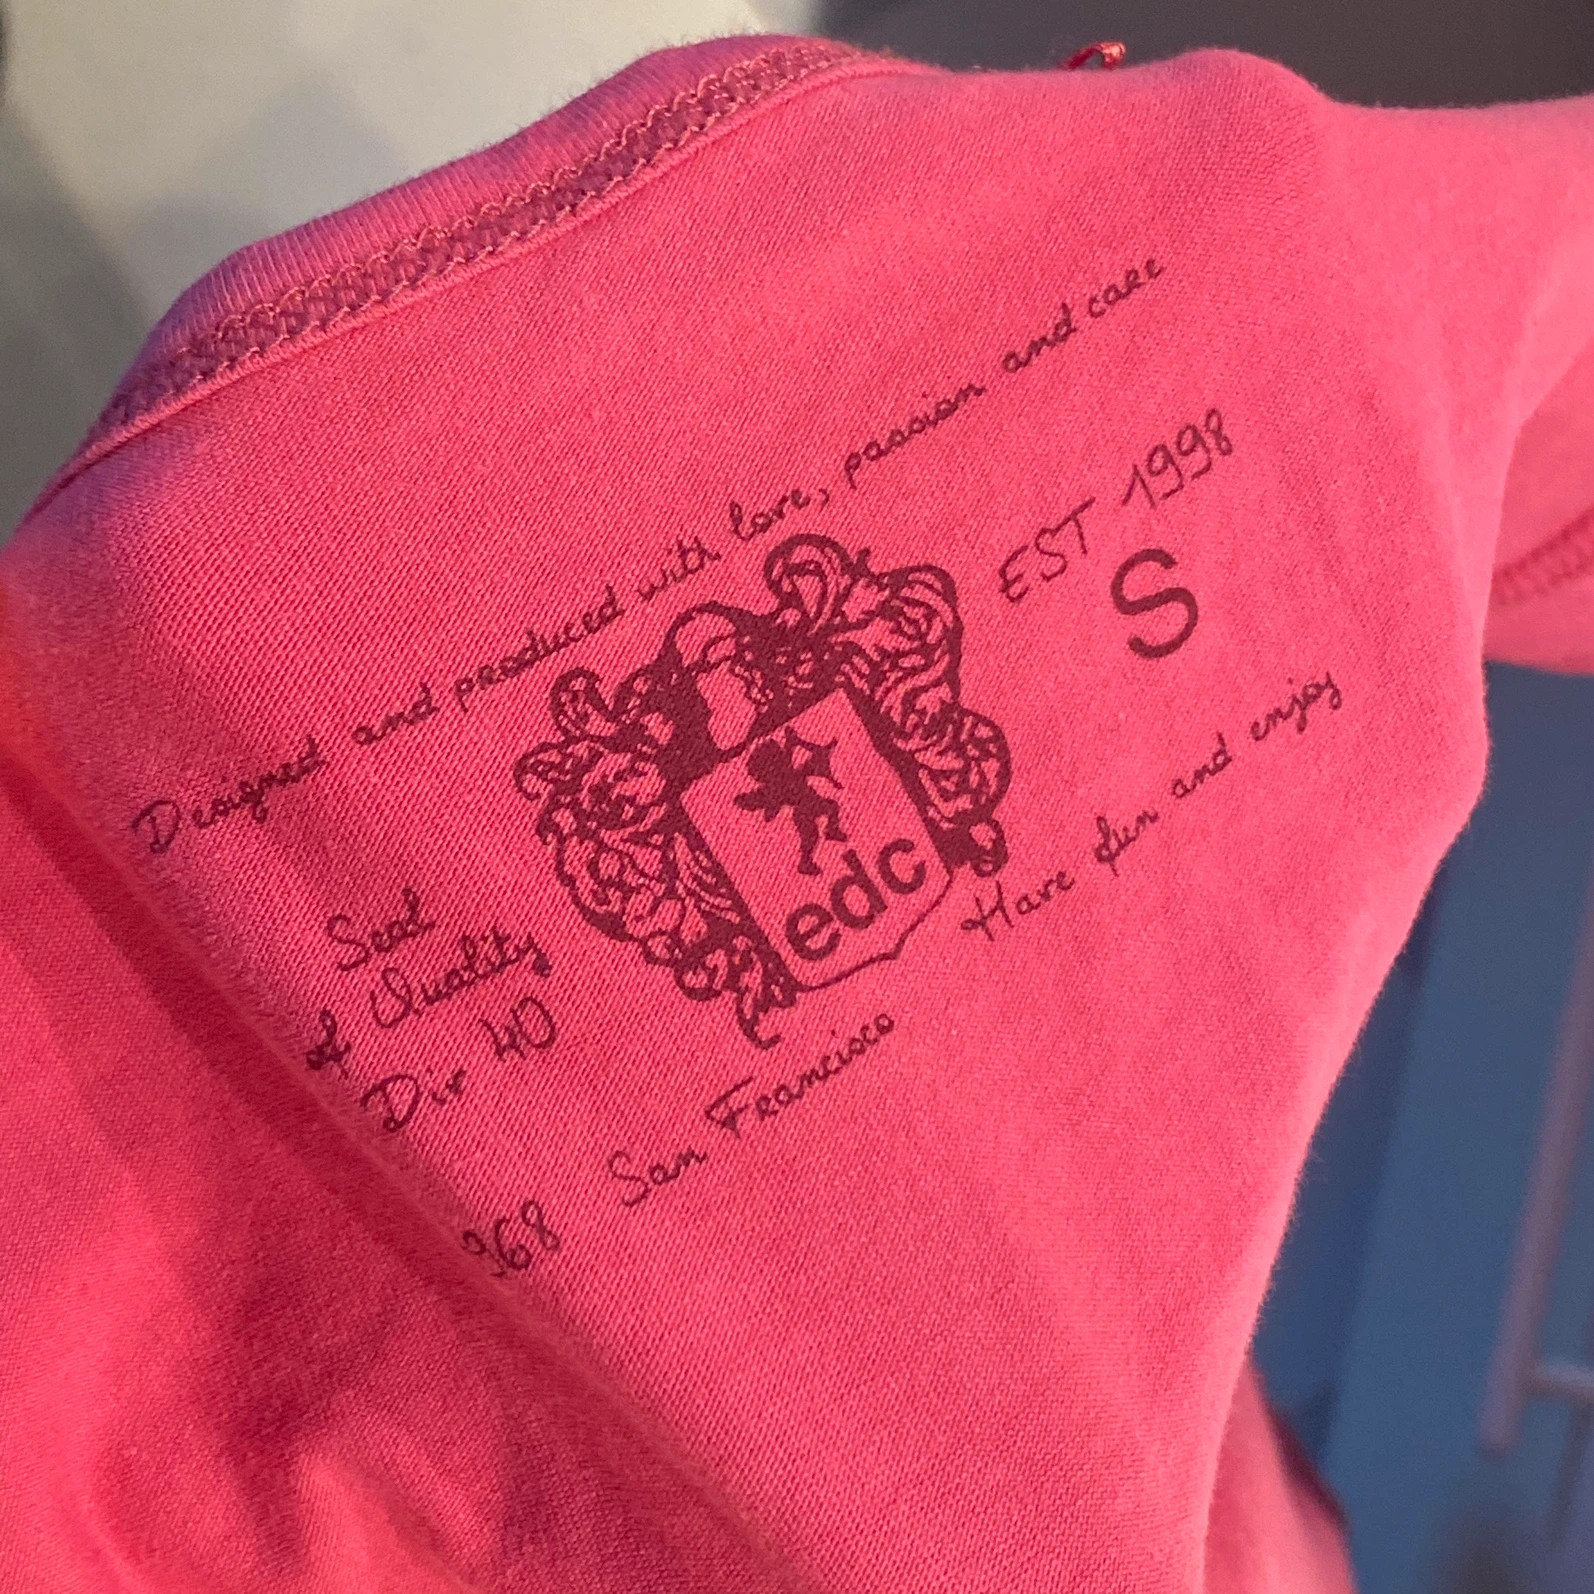 Designed and produced with love, passion and care
EST 1998
S
edc
Have fun and enjoy
Seal
of Quality
Dir 40
968 San Francisco